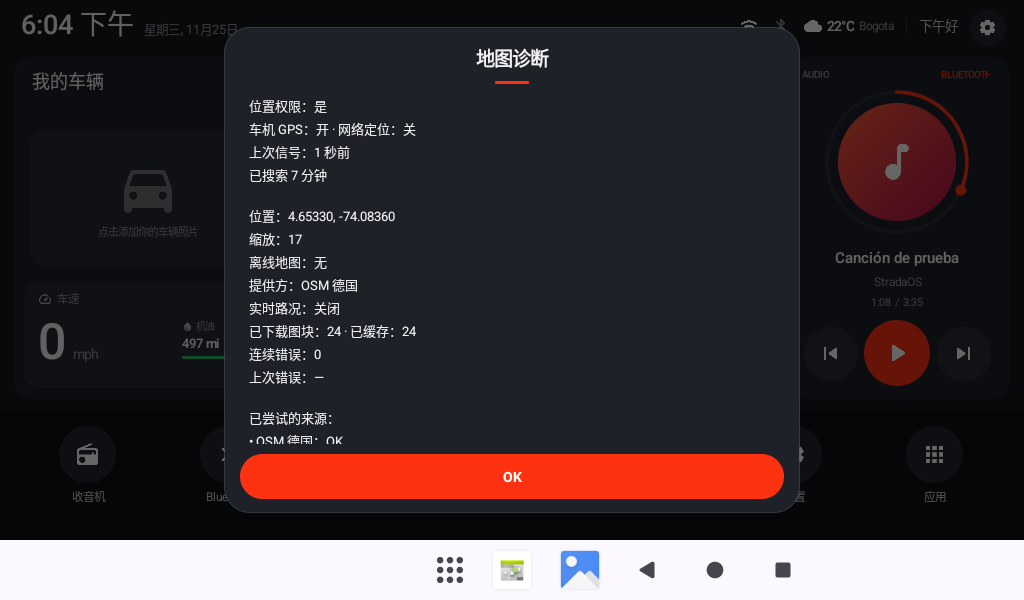 6:04 下午
星期三, 11月25日
22°C
Bogota
下午好
我的车辆
点击添加你的车辆照片
车速
0
mph
机油
497 mi
地图诊断
位置权限：是
车机 GPS：开 · 网络定位：关
上次信号：1 秒前
已搜索 7 分钟
位置：4.65330, -74.08360
缩放：17
离线地图：无
提供方：OSM 德国
实时路况：关闭
已下载图块：24 · 已缓存：24
连续错误：0
上次错误：—
已尝试的来源：
• OSM 德国：OK
OK
AUDIO
BLUETOOTH
Canción de prueba
StradaOS
1:08 / 3:35
收音机
应用